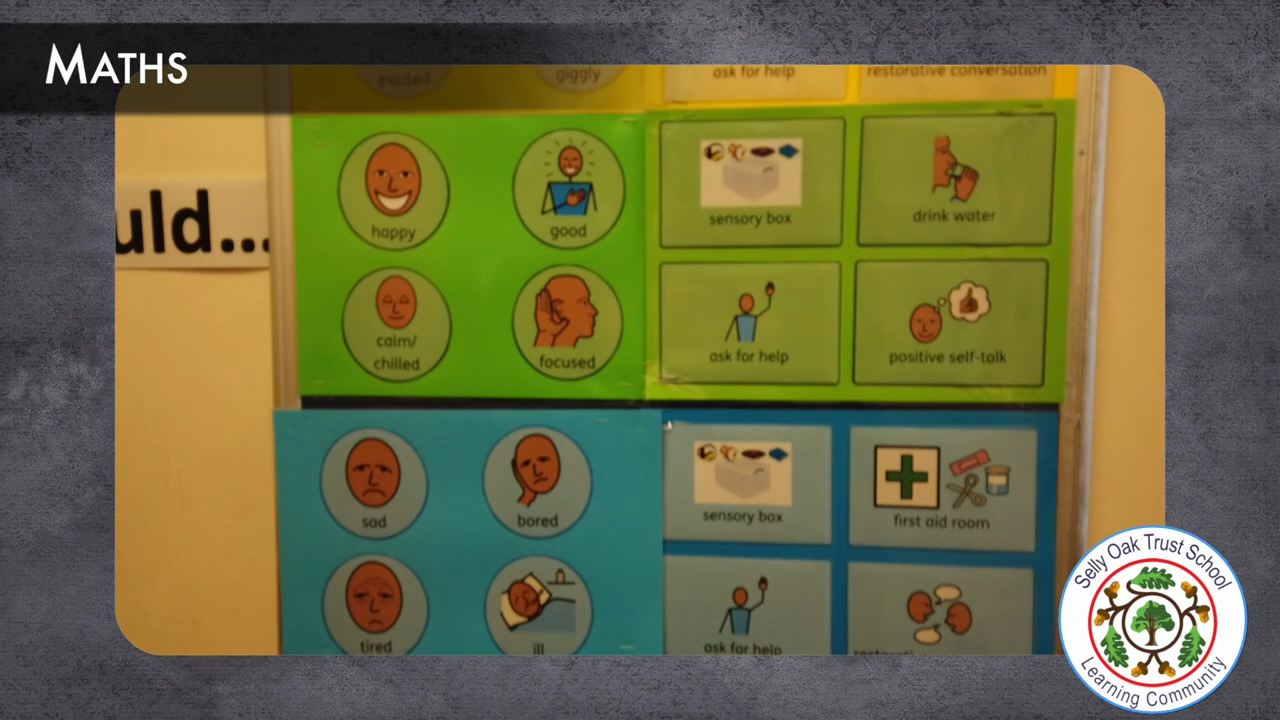 Maths
excited
giggly
ask for help
restorative conversation
uld...
happy
good
sensory box
drink water
calm/
chilled
focused
ask for help
positive self-talk
sad
bored
sensory box
first aid room
tired
ill
ask for help
Selly Oak Trust School
Learning Community